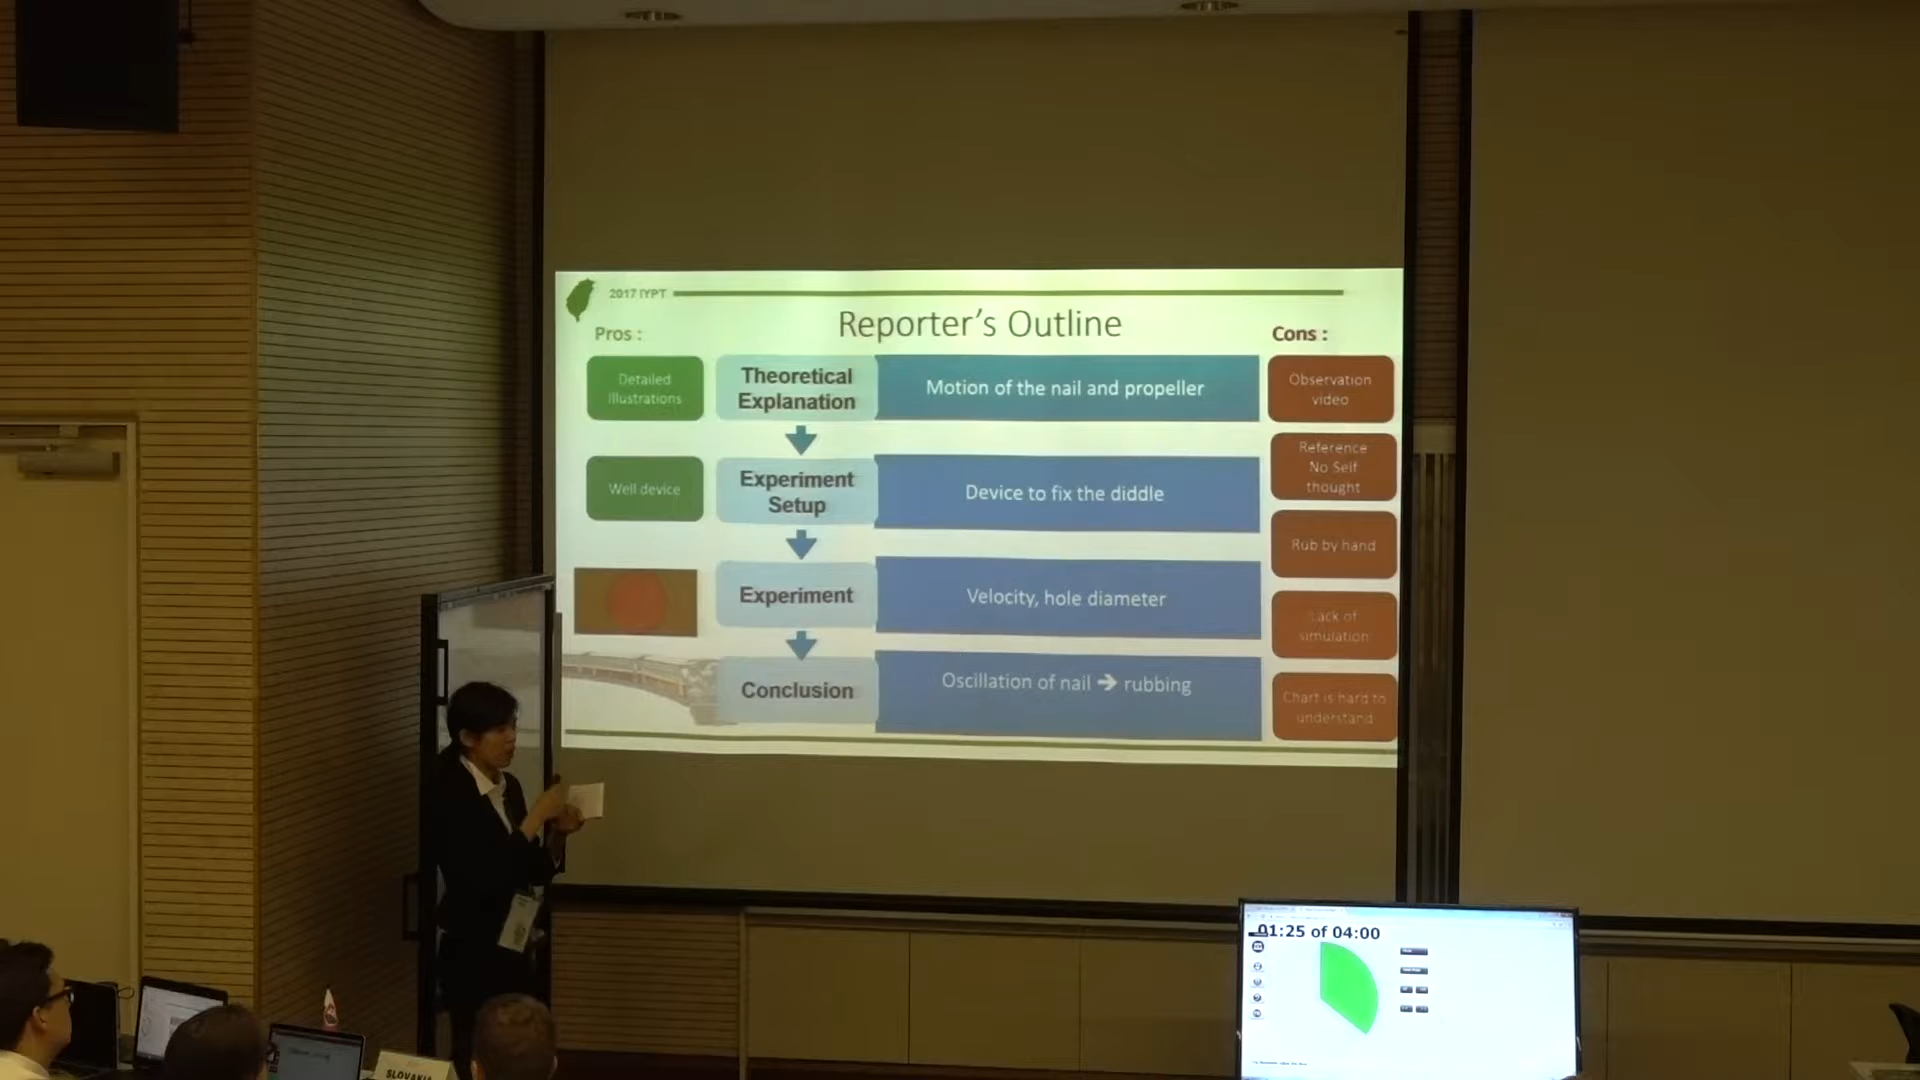 2017 IYPT
Reporter's Outline
Pros :
Cons :
Detailed
Illustrations
Theoretical
Explanation
Motion of the nail and propeller
Observation
video
Well device
Experiment
Setup
Device to fix the diddle
Reference
No Self
thought
Experiment
Velocity, hole diameter
Rub by hand
Lack of
simulation
Conclusion
Oscillation of nail → rubbing
Chart is hard to
understand
01:25 of 04:00
SLOVAKIA